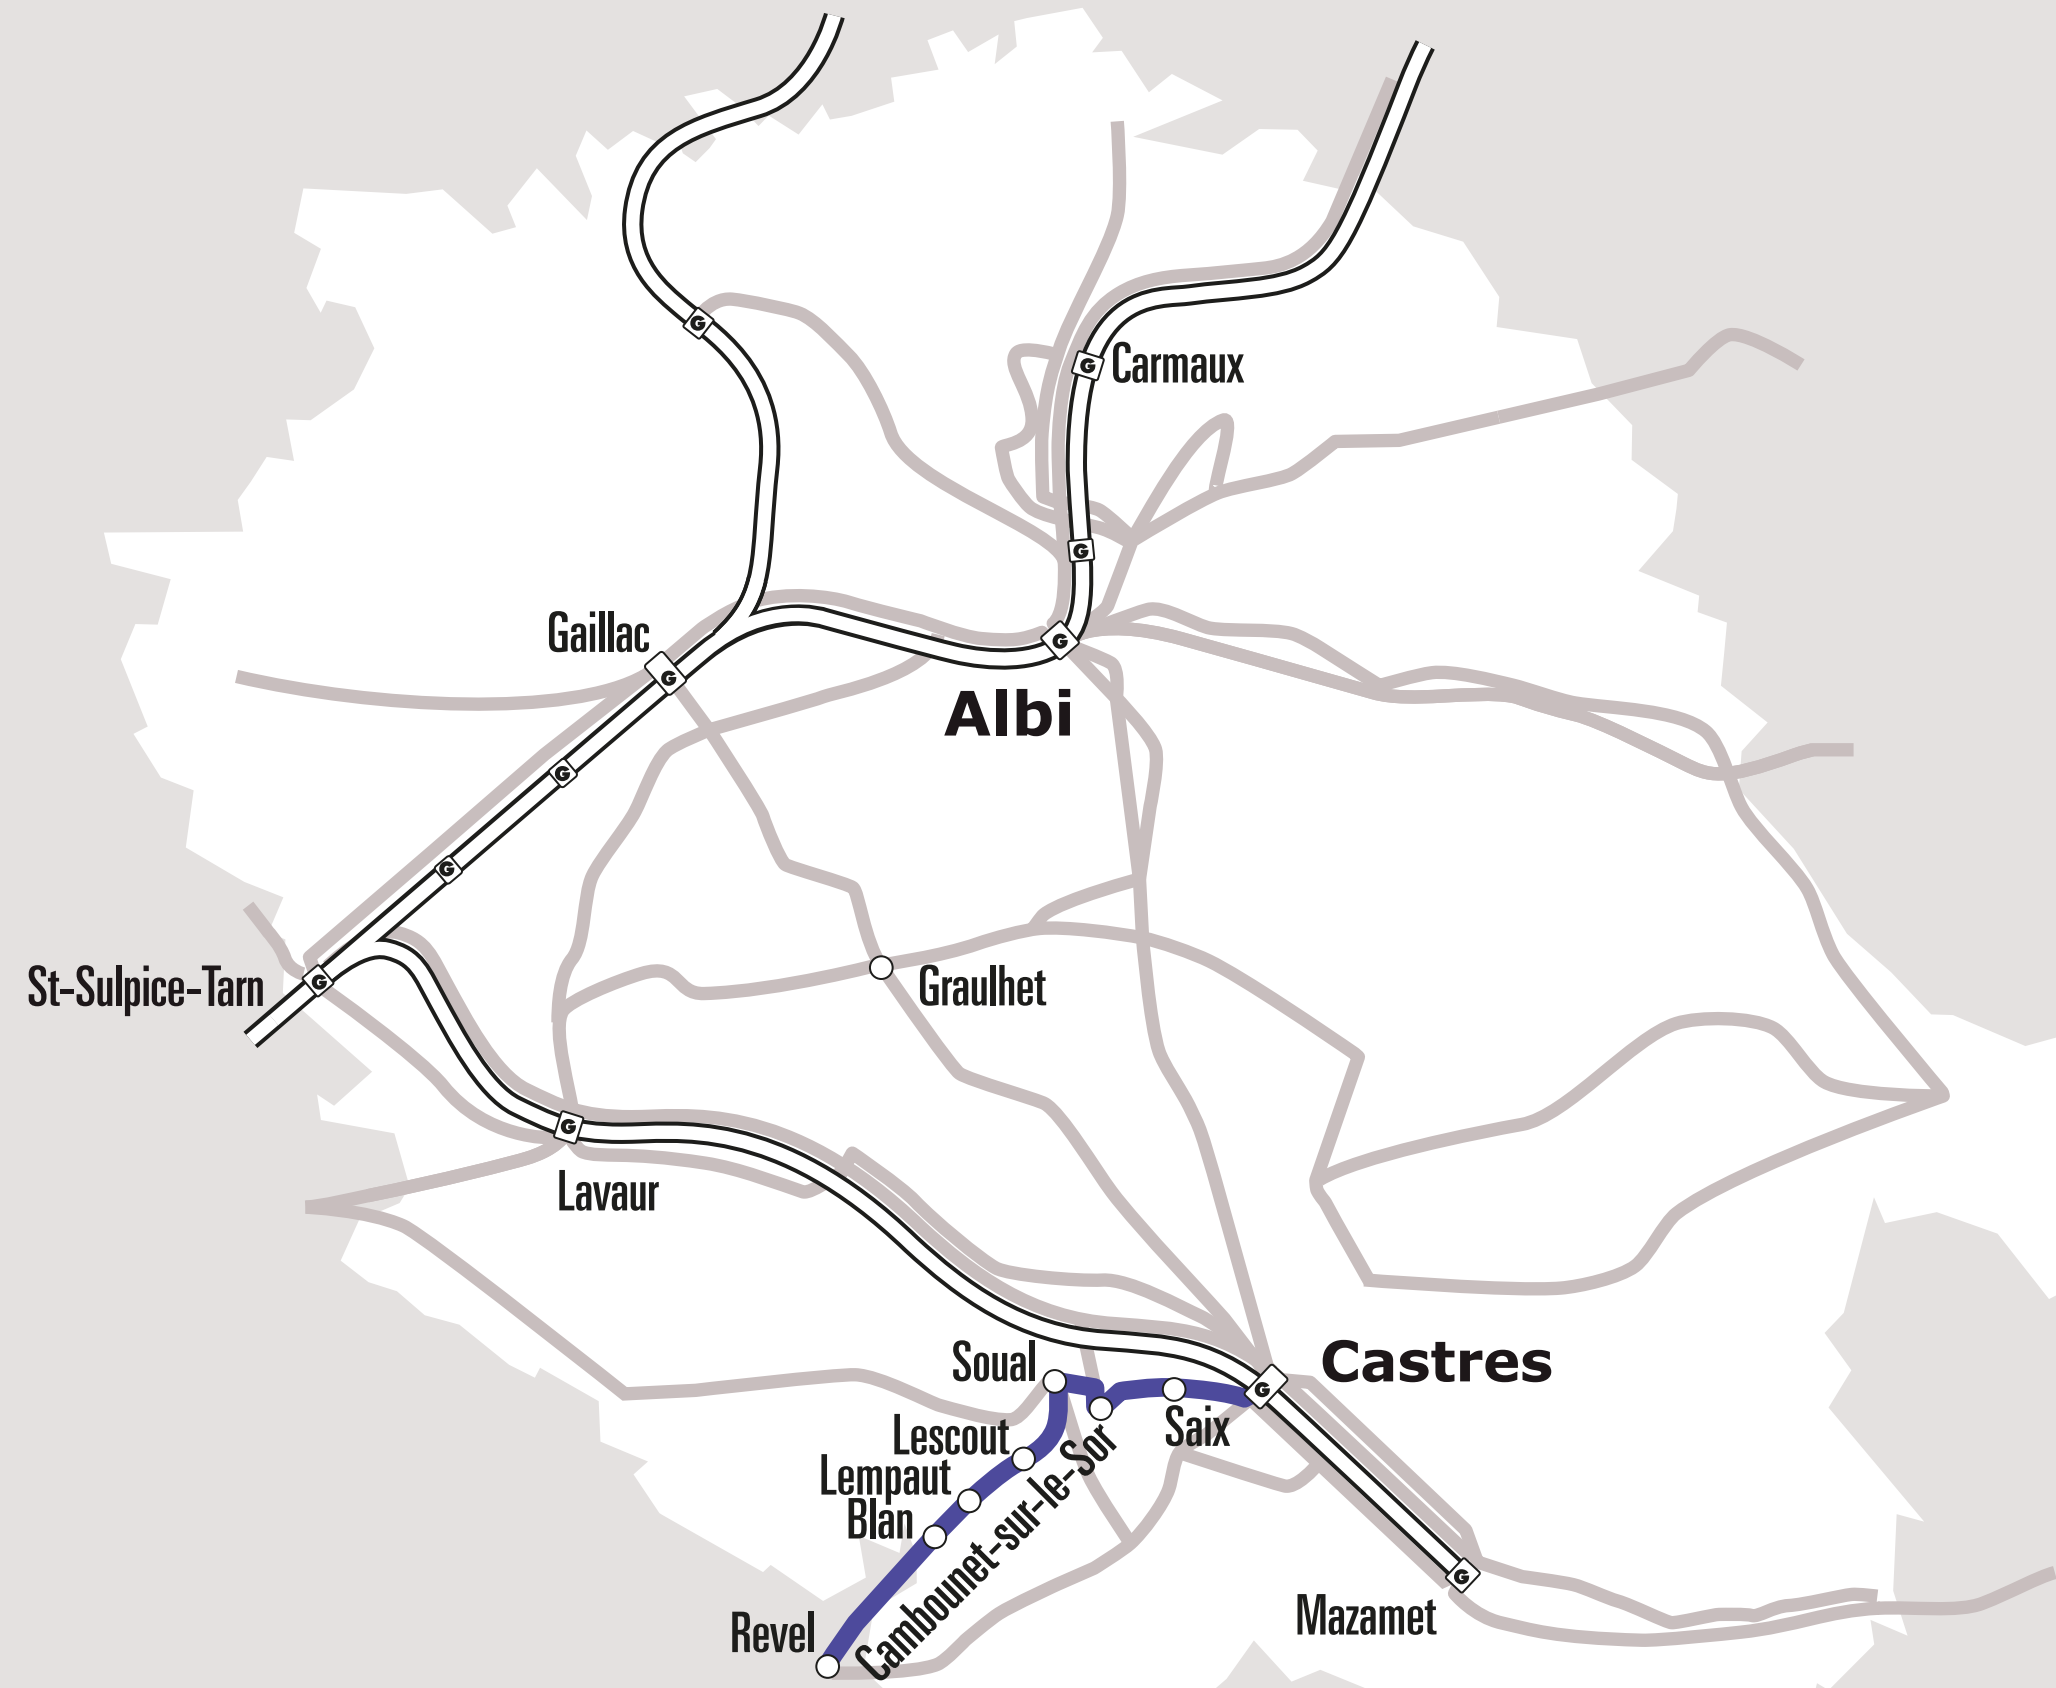 Carmaux
G
G
G
Gaillac
G
G
Albi
G
G
St-Sulpice-Tarn
G
Graulhet
G
Lavaur
Soual
Castres
G
Saix
Lescout
Lempaut
Blan
Cambounet-sur-le-Sor
Revel
G
Mazamet